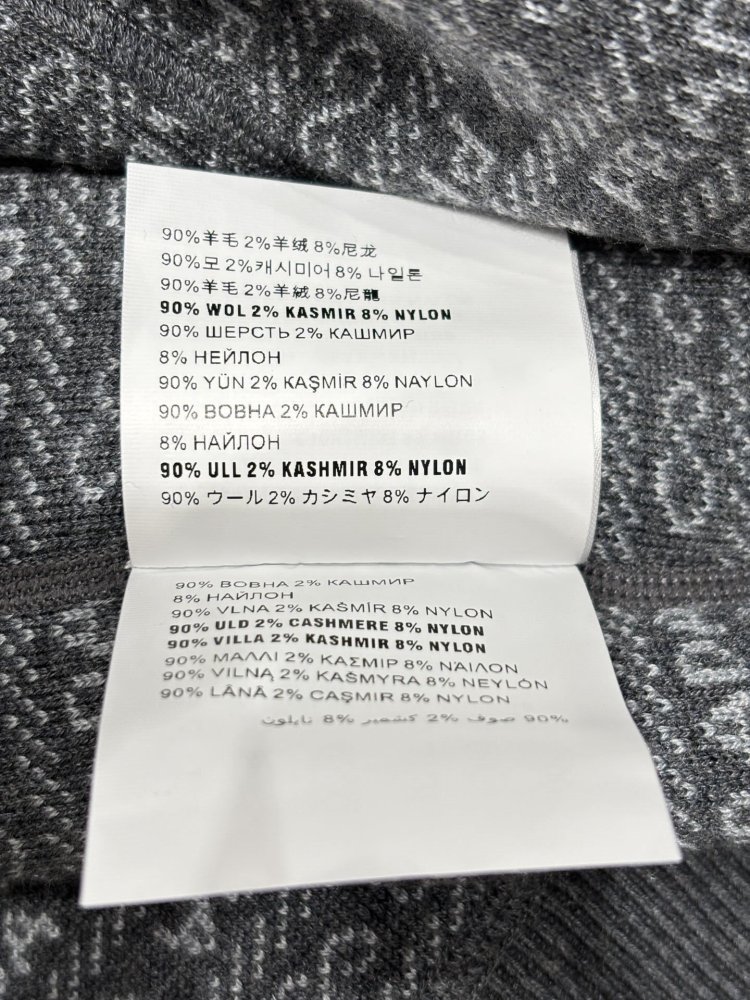 90%羊毛 2%羊绒 8%尼龙
90%모 2%캐시미어 8% 나일론
90%羊毛 2%羊絨 8%尼龍
90% WOL 2% KASMIR 8% NYLON
90% ШЕРСТЬ 2% КАШМИР
8% НЕЙЛОН
90% YÜN 2% KAŞMİR 8% NAYLON
90% ВОВНА 2% КАШМИР
8% НАЙЛОН
90% ULL 2% KASHMIR 8% NYLON
90% ウール 2% カシミヤ 8% ナイロン
90% ВОВНА 2% КАШМИР
8% НАЙЛОН
90% VLNA 2% KAŠMÍR 8% NYLON
90% ULD 2% CASHMERE 8% NYLON
90% VILLA 2% KASHMIR 8% NYLON
90% ΜΑΛΛΙ 2% ΚΑΣΜΙΡ 8% ΝΑΙΛΟΝ
90% VILNĄ 2% KAŠMYRA 8% NEYLÓN
90% LÂNĂ 2% CAŞMIR 8% NYLON
90% صوف 2% كشمير 8% نايلون